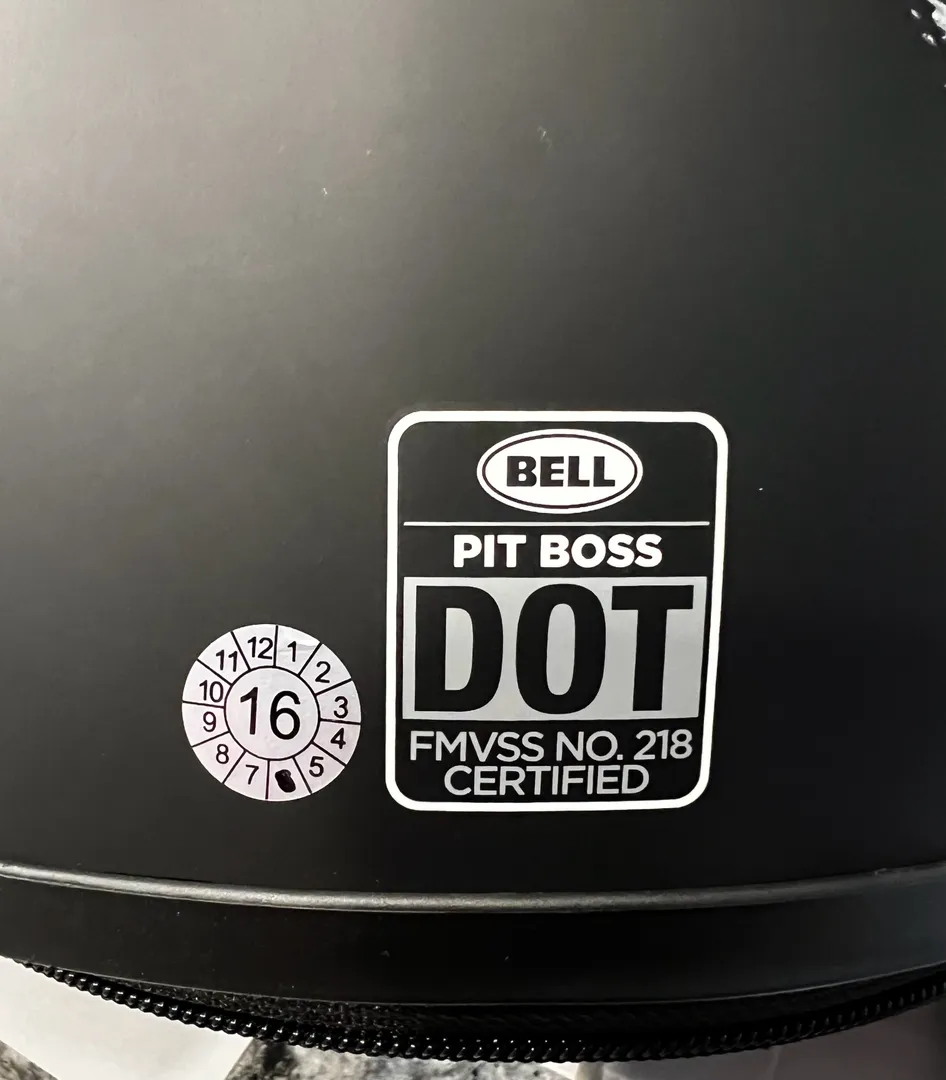 BELL
PIT BOSS
DOT
FMVSS NO. 218
CERTIFIED
12 1 2 3 4 5 6 7 8 9 10 11
16